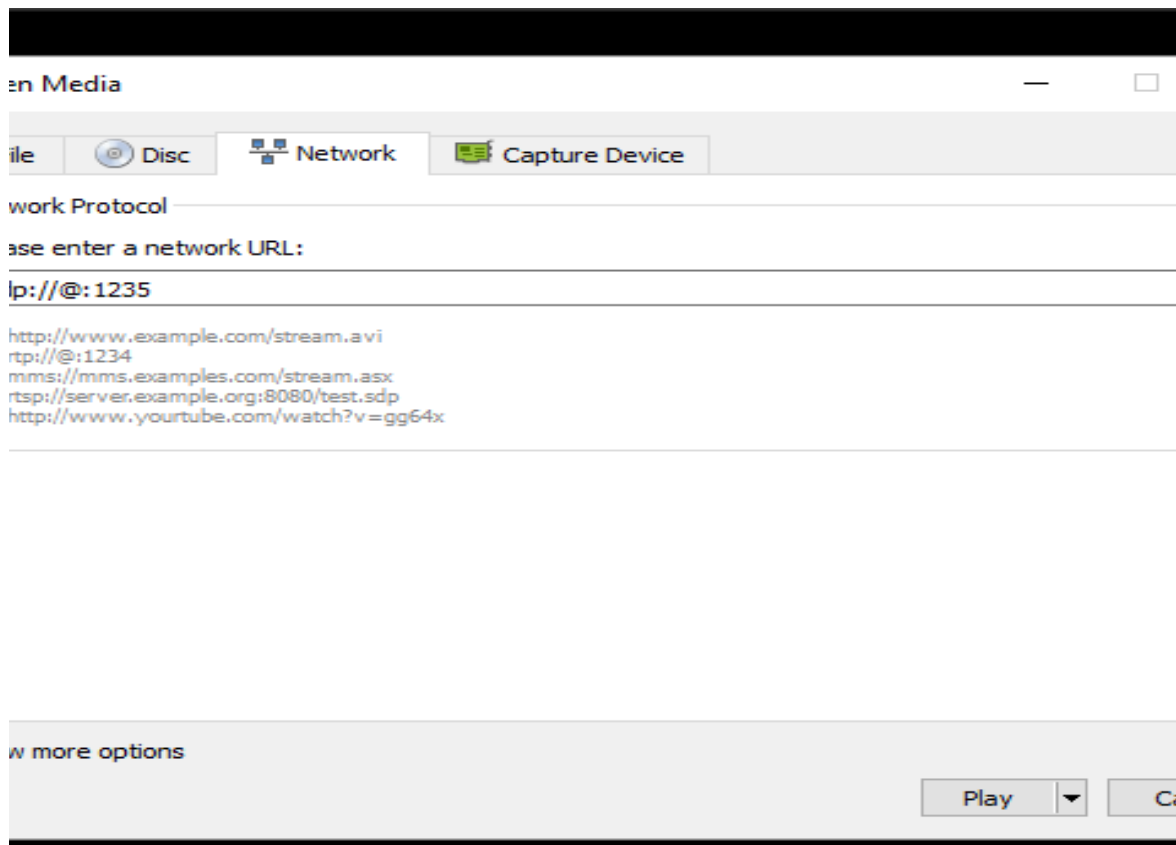 en Media
ile Disc Network Capture Device
work Protocol
ase enter a network URL:
dp://@:1235
http://www.example.com/stream.avi
rtp://@:1234
mms://mms.examples.com/stream.asx
rtsp://server.example.org:8080/test.sdp
http://www.yourtube.com/watch?v=gg64x
w more options
Play Ca